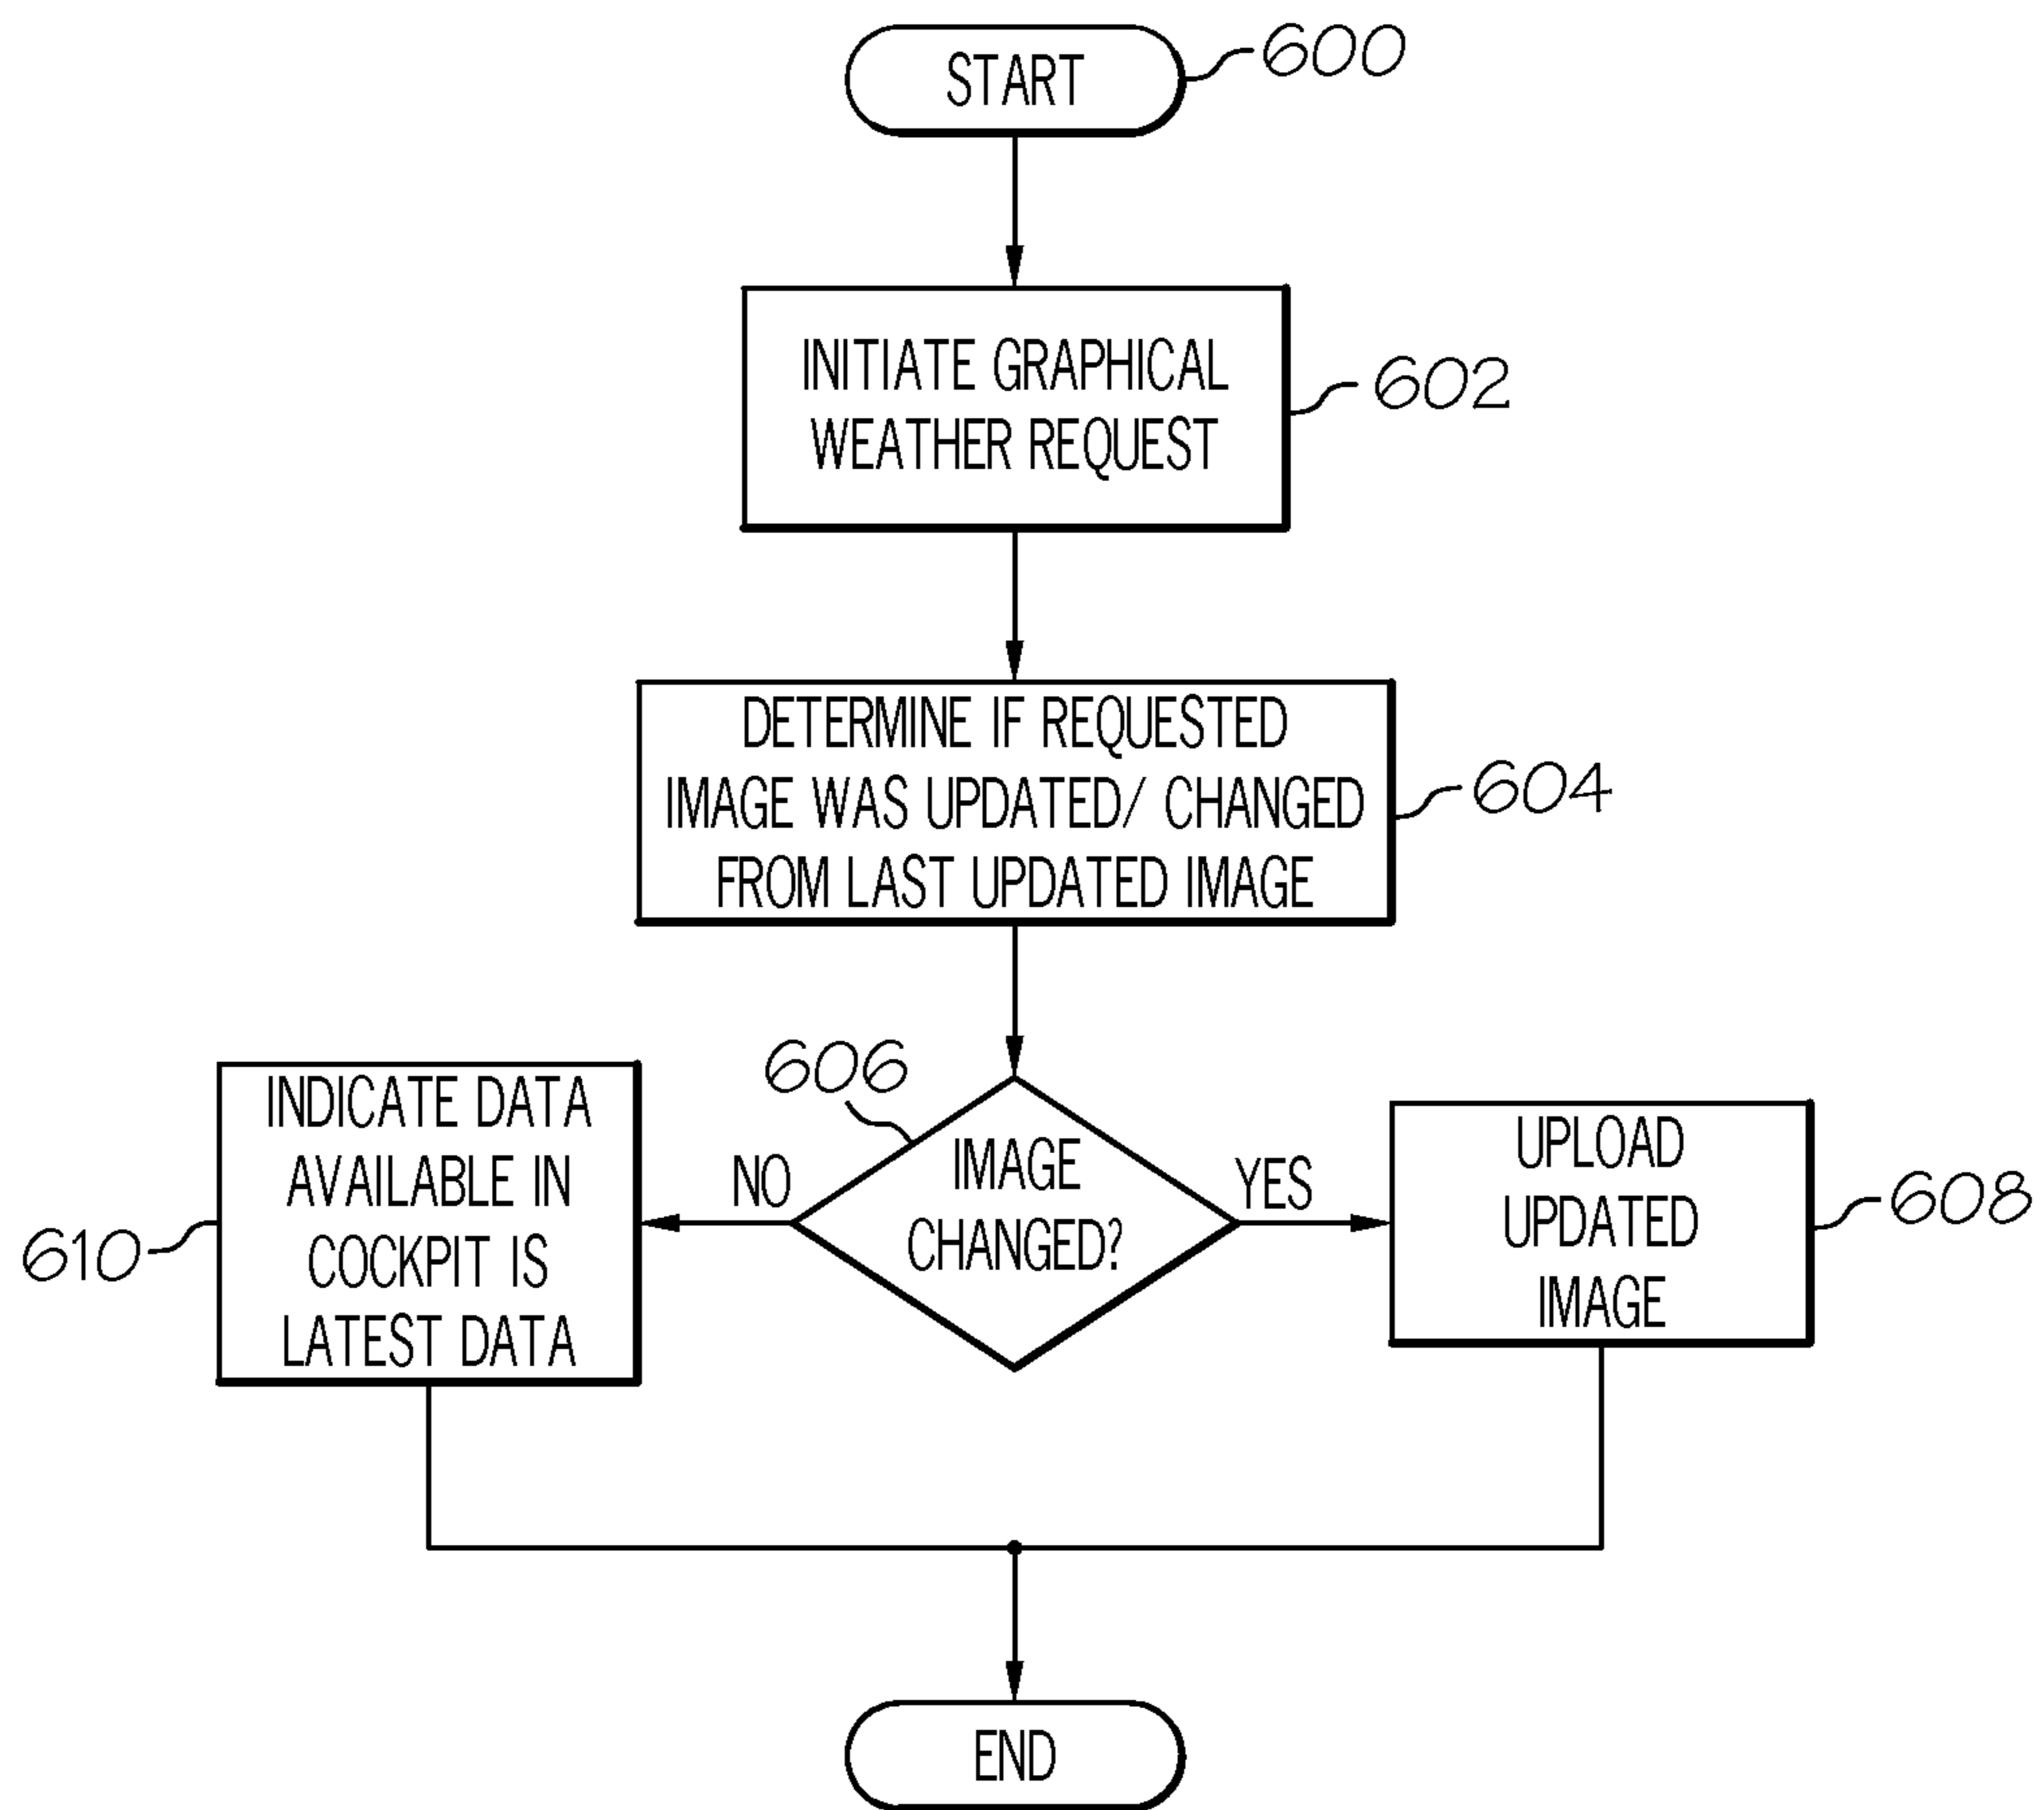 START
600
INITIATE GRAPHICAL
WEATHER REQUEST
602
DETERMINE IF REQUESTED
IMAGE WAS UPDATED/ CHANGED
FROM LAST UPDATED IMAGE
604
606
INDICATE DATA
AVAILABLE IN
COCKPIT IS
LATEST DATA
610
NO
IMAGE
CHANGED?
YES
UPLOAD
UPDATED
IMAGE
608
END